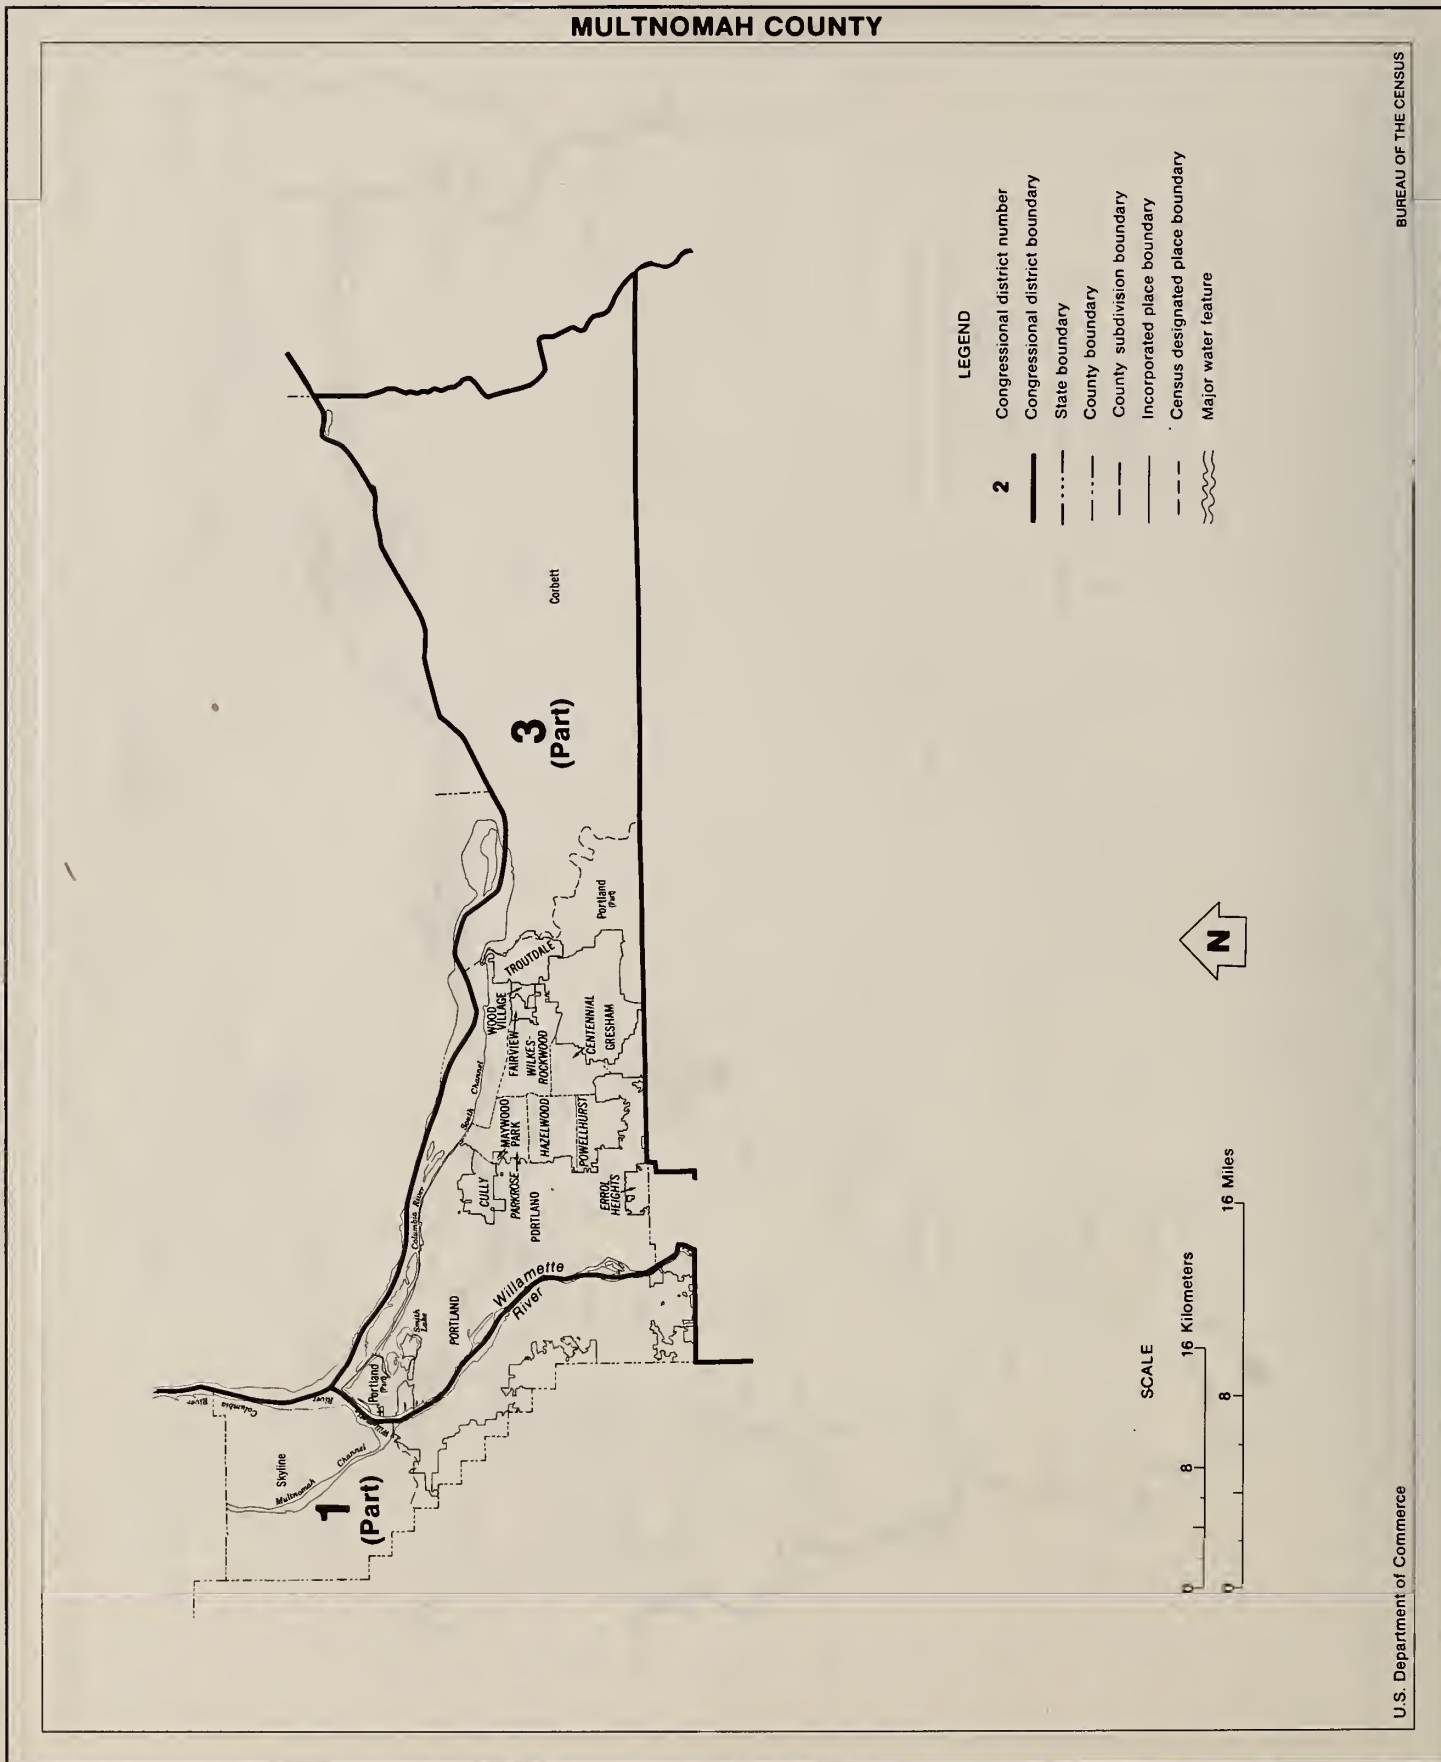 MULTNOMAH COUNTY
Columbia
River
River
Skyline
Multnomah
Channel
1
(Part)
Portland
(Part)
Smith
Lake
Columbia
River
PORTLAND
Willamette
River
CULLY
PARKROSE
PORTLAND
MAYWOOD
PARK
HAZELWOOD
POWELLHURST
ERROL
HEIGHTS
South
Channel
WOOD
VILLAGE
FAIRVIEW
WILKES-
ROCKWOOD
TROUTDALE
CENTENNIAL
GRESHAM
Portland
(Part)
3
(Part)
Corbett
LEGEND
2 Congressional district number
Congressional district boundary
State boundary
County boundary
County subdivision boundary
Incorporated place boundary
Census designated place boundary
Major water feature
N
SCALE
0 8 16 Kilometers
0 8 16 Miles
U.S. Department of Commerce
BUREAU OF THE CENSUS